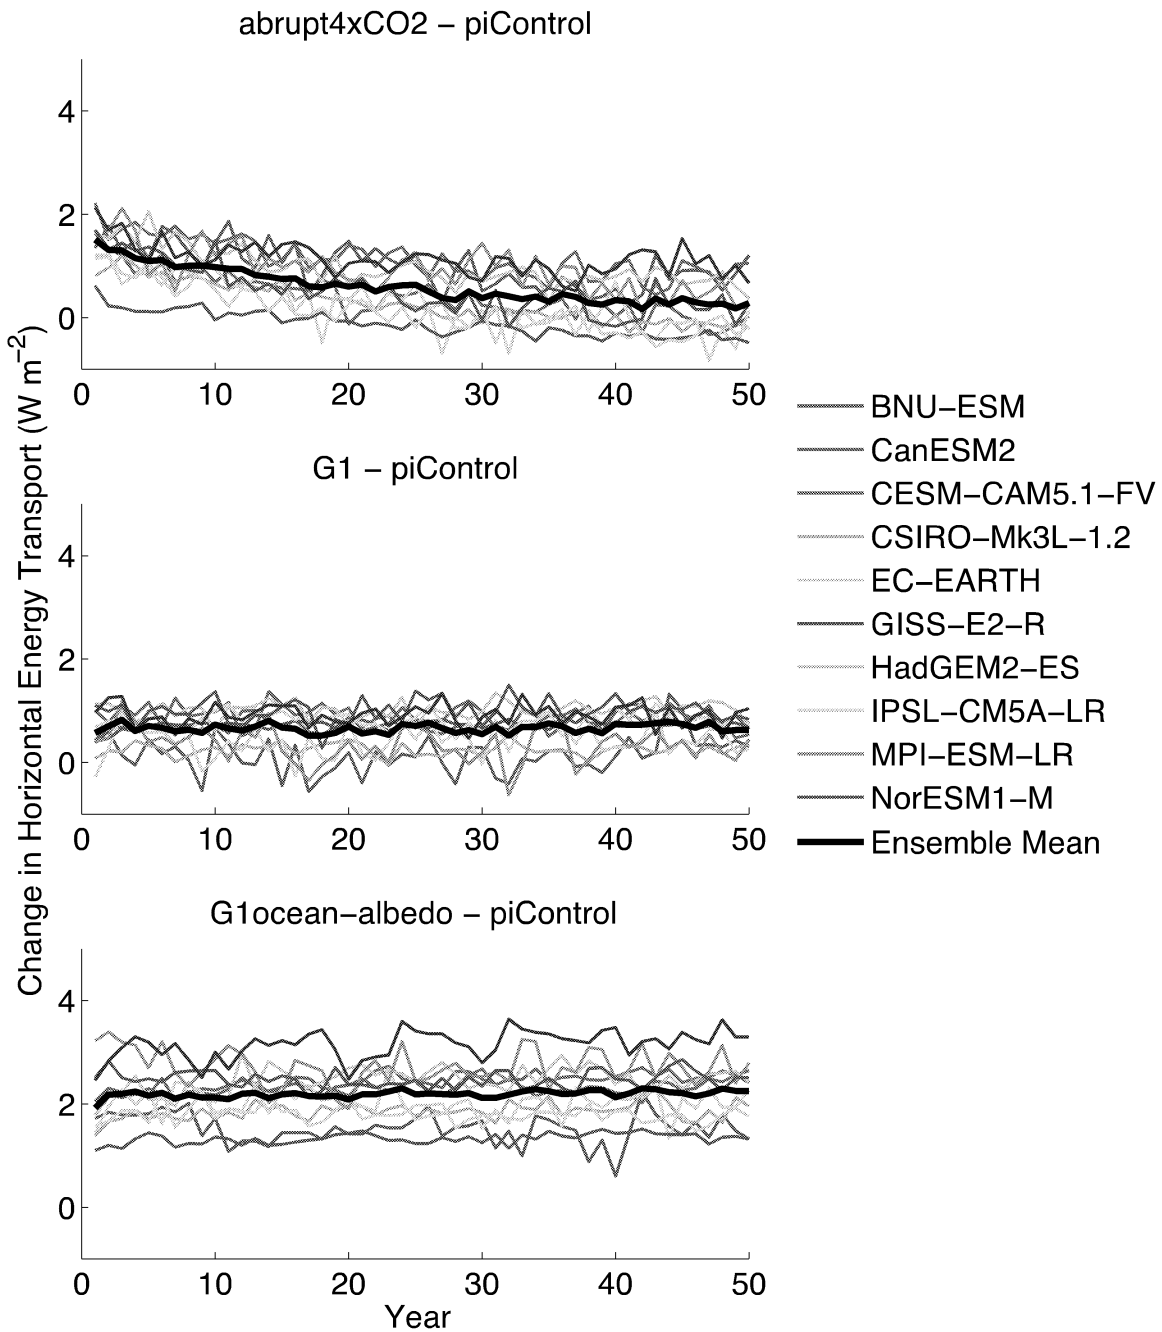 abrupt4xCO2 − piControl
4
2
0
0 10 20 30 40 50
G1 − piControl
4
2
0
0 10 20 30 40 50
G1ocean−albedo − piControl
4
2
0
0 10 20 30 40 50
Year
Change in Horizontal Energy Transport (W m−2)
BNU−ESM
CanESM2
CESM−CAM5.1−FV
CSIRO−Mk3L−1.2
EC−EARTH
GISS−E2−R
HadGEM2−ES
IPSL−CM5A−LR
MPI−ESM−LR
NorESM1−M
Ensemble Mean